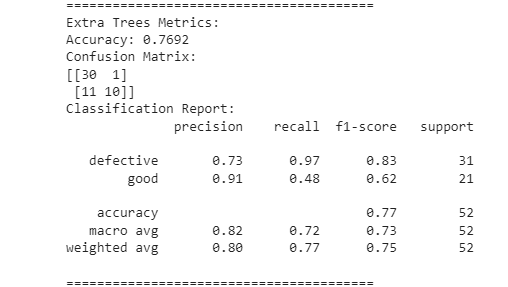 ========================================
Extra Trees Metrics:
Accuracy: 0.7692
Confusion Matrix:
[[30  1]
 [11 10]]
Classification Report:
              precision    recall  f1-score   support

   defective       0.73      0.97      0.83        31
        good       0.91      0.48      0.62        21

    accuracy                           0.77        52
   macro avg       0.82      0.72      0.73        52
weighted avg       0.80      0.77      0.75        52

========================================